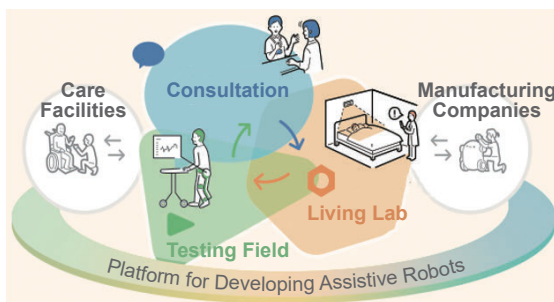 Care
Facilities
Consultation
Manufacturing
Companies
Living Lab
Testing Field
Platform for Developing Assistive Robots